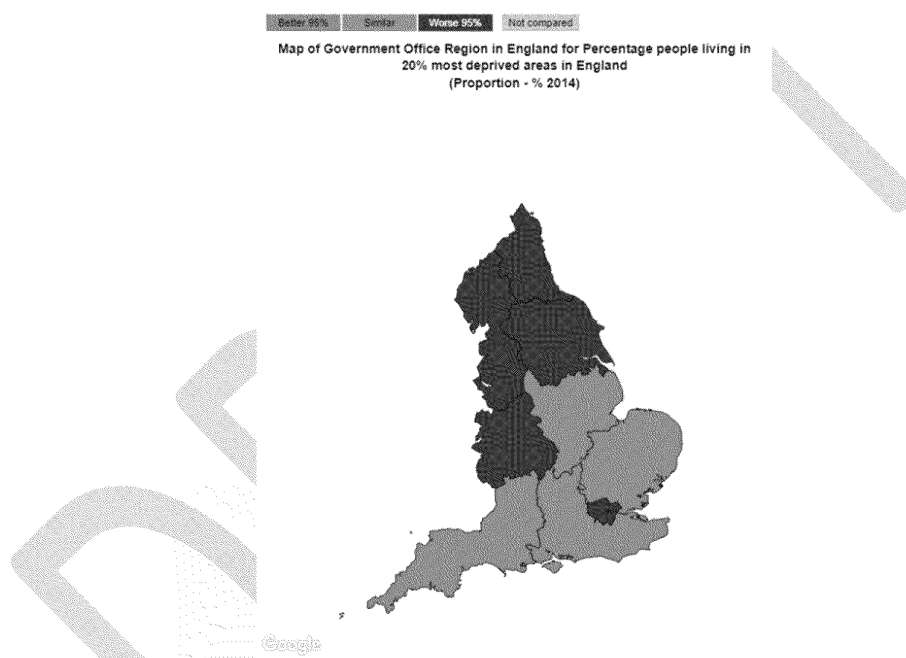 Better 95% Similar Worse 95% Not compared
Map of Government Office Region in England for Percentage people living in
20% most deprived areas in England
(Proportion - % 2014)
Google